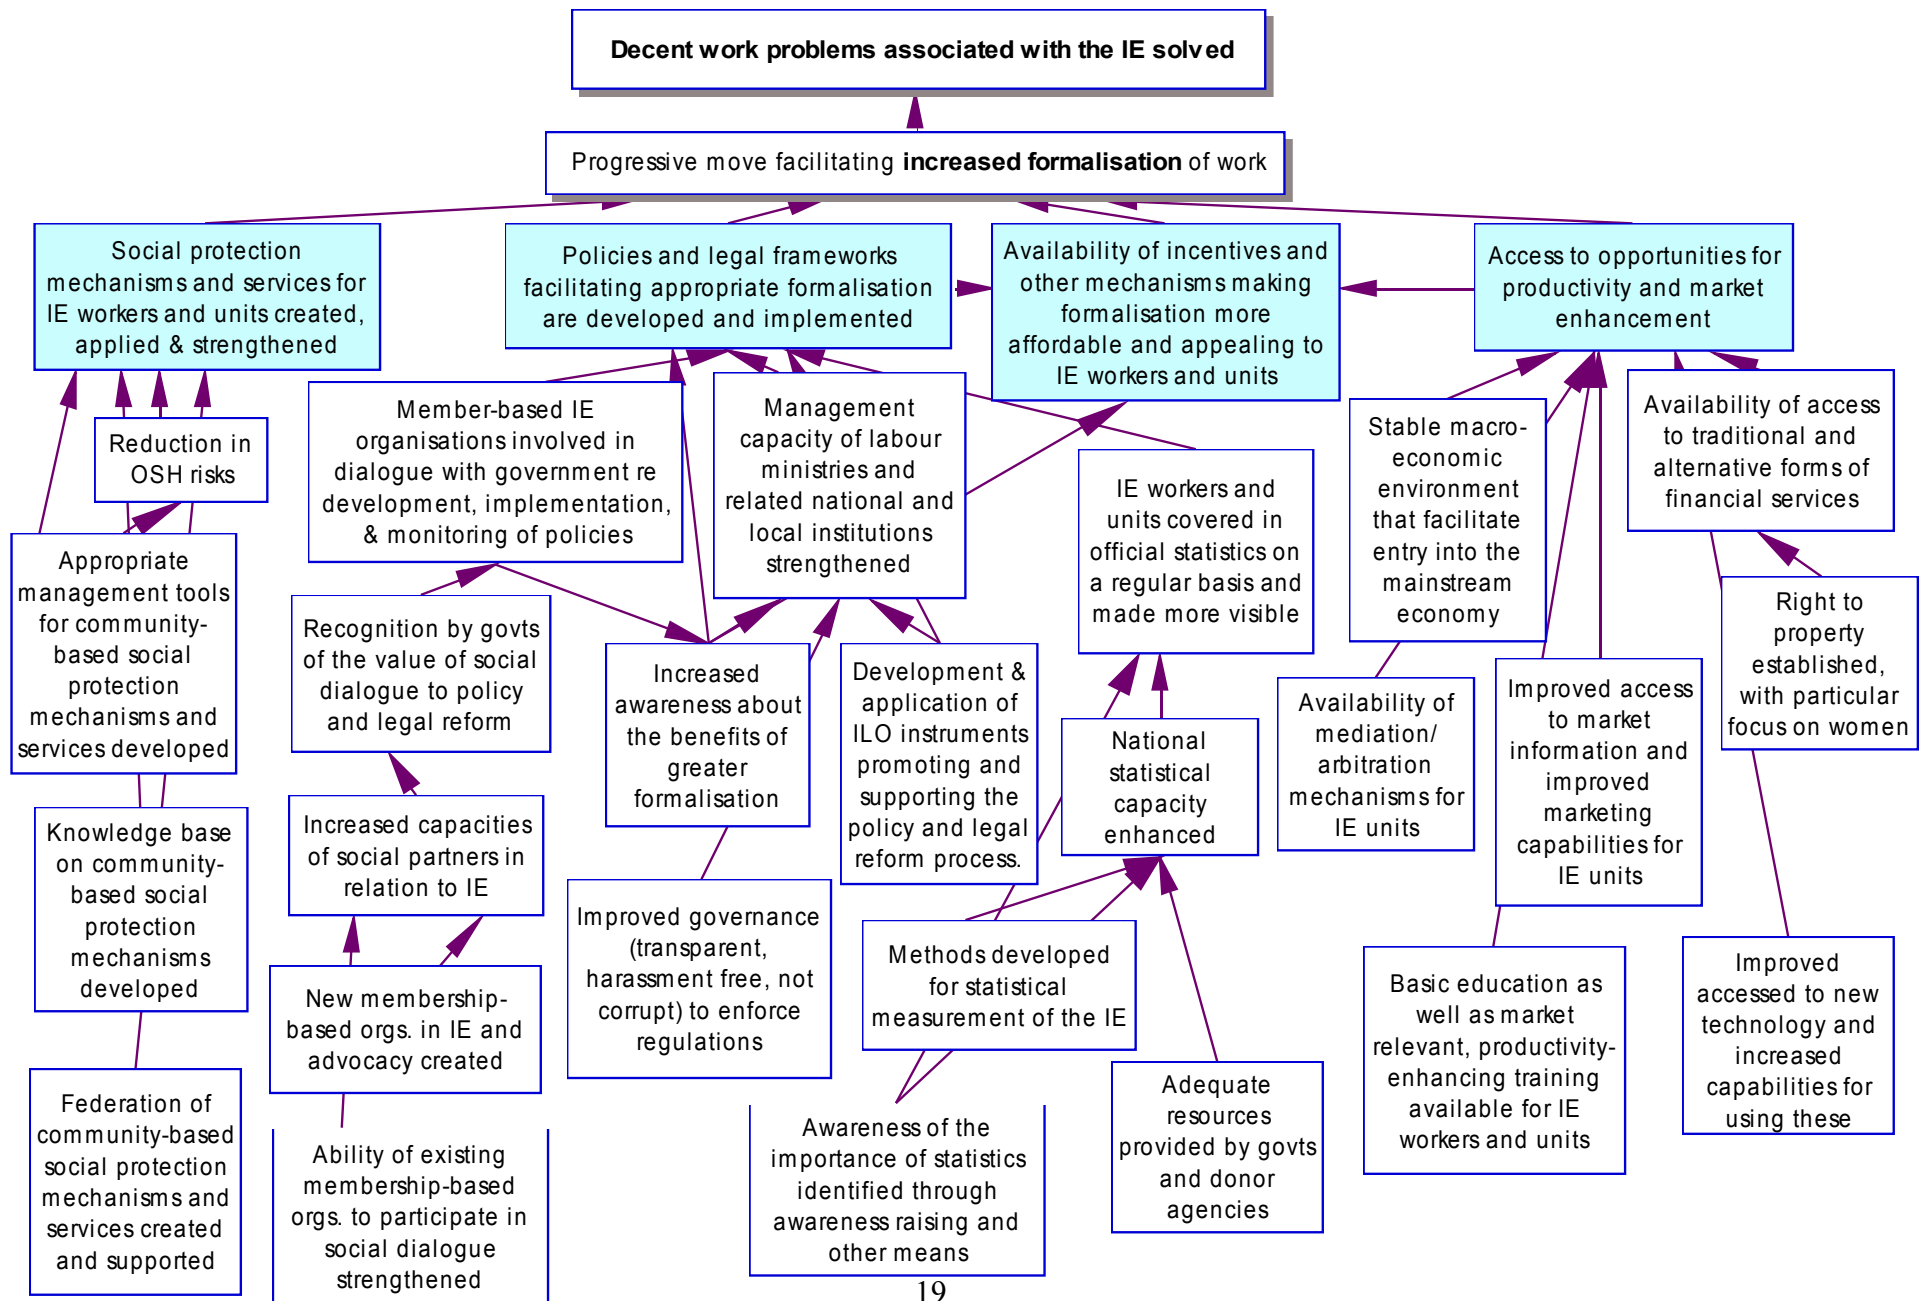 Decent work problems associated with the IE solved
Progressive move facilitating increased formalisation of work
Social protection
mechanisms and services for
IE workers and units created,
applied & strengthened
Policies and legal frameworks
facilitating appropriate formalisation
are developed and implemented
Availability of incentives and
other mechanisms making
formalisation more
affordable and appealing to
IE workers and units
Access to opportunities for
productivity and market
enhancement
Reduction in
OSH risks
Member-based IE
organisations involved in
dialogue with government re
development, implementation,
& monitoring of policies
Management
capacity of labour
ministries and
related national and
local institutions
strengthened
IE workers and
units covered in
official statistics on
a regular basis and
made more visible
Stable macro-
economic
environment
that facilitate
entry into the
mainstream
economy
Availability of access
to traditional and
alternative forms of
financial services
Appropriate
management tools
for community-
based social
protection
mechanisms and
services developed
Recognition by govts
of the value of social
dialogue to policy
and legal reform
Increased
awareness about
the benefits of
greater
formalisation
Development &
application of
ILO instruments
promoting and
supporting the
policy and legal
reform process.
National
statistical
capacity
enhanced
Availability of
mediation/
arbitration
mechanisms for
IE units
Improved access
to market
information and
improved
marketing
capabilities for
IE units
Right to
property
established,
with particular
focus on women
Knowledge base
on community-
based social
protection
mechanisms
developed
Increased capacities
of social partners in
relation to IE
Improved governance
(transparent,
harassment free, not
corrupt) to enforce
regulations
Methods developed
for statistical
measurement of the IE
Basic education as
well as market
relevant, productivity-
enhancing training
available for IE
workers and units
Improved
accessed to new
technology and
increased
capabilities for
using these
New membership-
based orgs. in IE and
advocacy created
Federation of
community-based
social protection
mechanisms and
services created
and supported
Ability of existing
membership-based
orgs. to participate in
social dialogue
strengthened
Awareness of the
importance of statistics
identified through
awareness raising and
other means
Adequate
resources
provided by govts
and donor
agencies
19